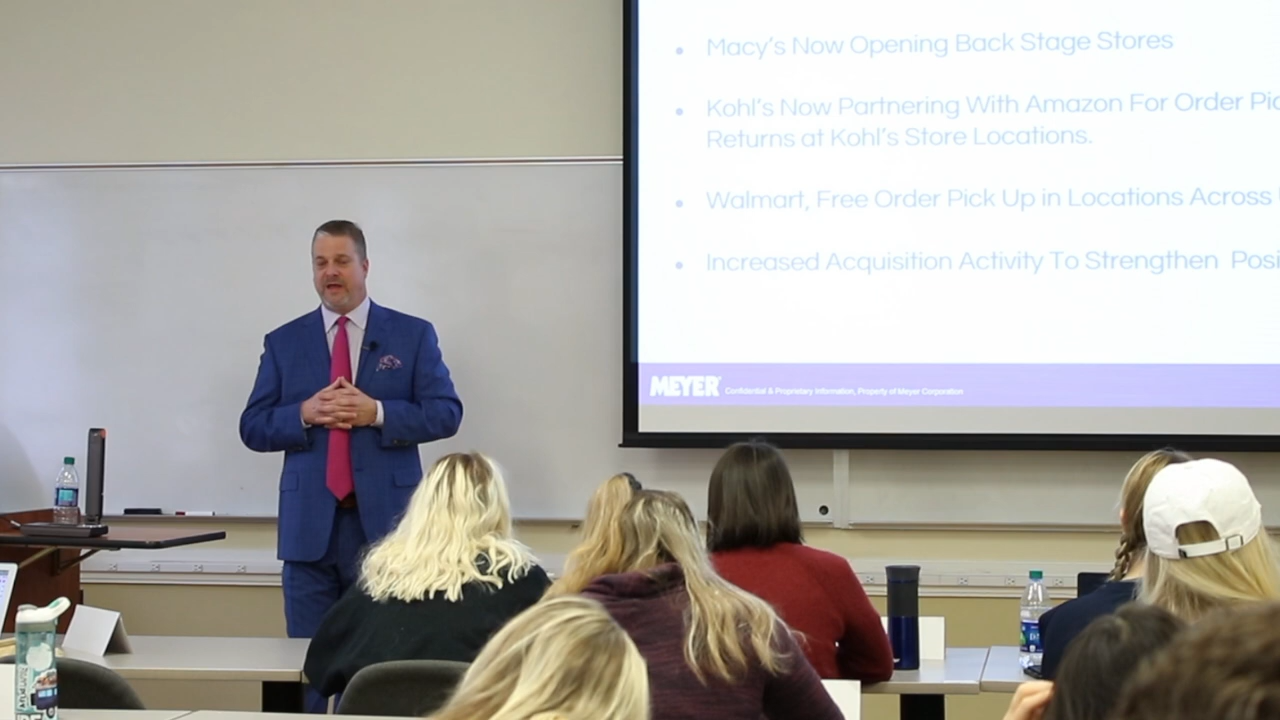 Macy's Now Opening Back Stage Stores
Kohl's Now Partnering With Amazon For Order
Returns at Kohl's Store Locations.
Walmart, Free Order Pick Up in Locations Across
Increased Acquisition Activity To Strengthen
MEYER
Confidential & Proprietary Information, Property of Meyer Corporation